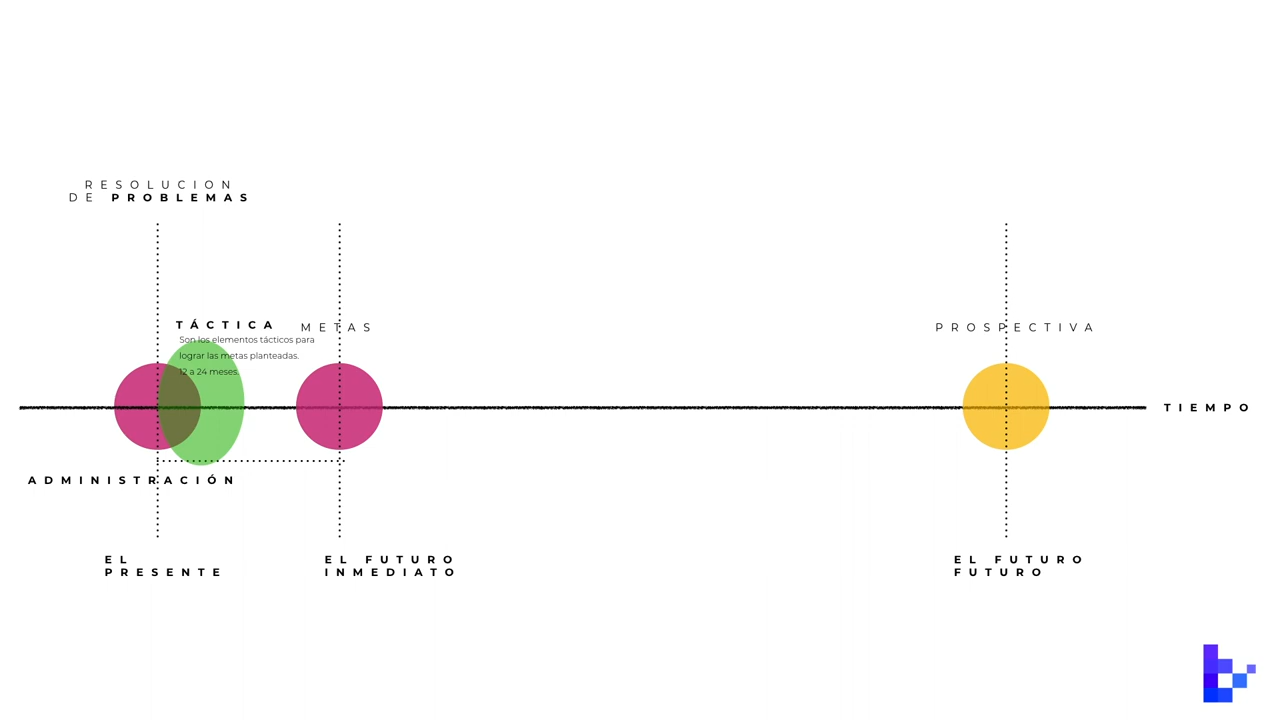 RESOLUCION
DE PROBLEMAS
TÁCTICA
Son los elementos tácticos para
lograr las metas planteadas.
12 a 24 meses.
METAS
PROSPECTIVA
TIEMPO
ADMINISTRACIÓN
EL
PRESENTE
EL FUTURO
INMEDIATO
EL FUTURO
FUTURO